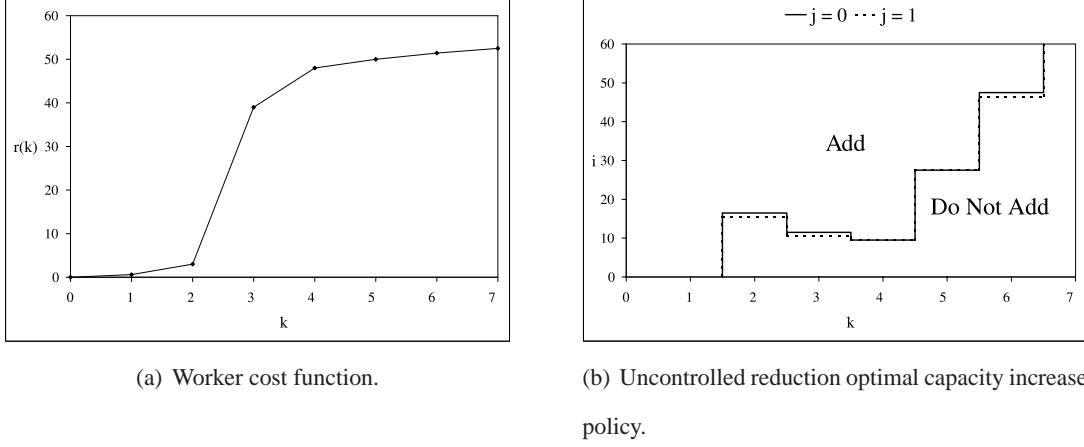 60
50
40
r(k)
30
20
10
0
0 1 2 3 4 5 6 7
k
(a) Worker cost function.
j = 0 j = 1
60
50
40
Add
i 30
20
Do Not Add
10
0
0 1 2 3 4 5 6 7
k
(b) Uncontrolled reduction optimal capacity increase
policy.